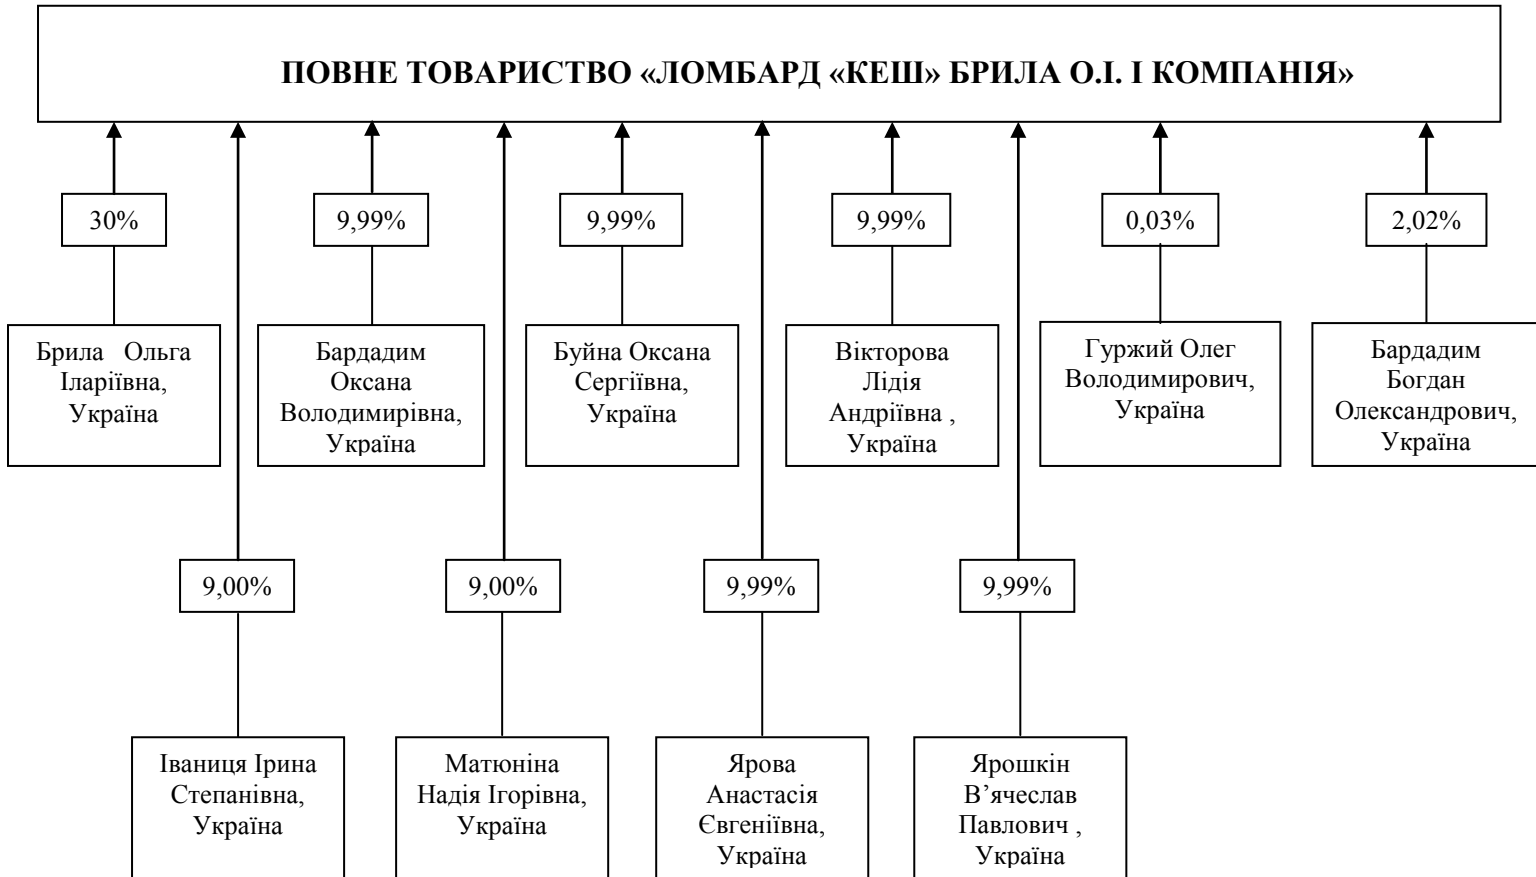 ПОВНЕ ТОВАРИСТВО «ЛОМБАРД «КЕШ» БРИЛА О.І. І КОМПАНІЯ»
30%
9,99%
9,99%
9,99%
0,03%
2,02%
Брила Ольга
Іларіївна,
Україна
Бардадим
Оксана
Володимирівна,
Україна
Буйна Оксана
Сергіївна,
Україна
Вікторова
Лідія
Андріївна ,
Україна
Гуржий Олег
Володимирович,
Україна
Бардадим
Богдан
Олександрович,
Україна
9,00%
9,00%
9,99%
9,99%
Іваниця Ірина
Степанівна,
Україна
Матюніна
Надія Ігорівна,
Україна
Ярова
Анастасія
Євгеніївна,
Україна
Ярошкін
В’ячеслав
Павлович ,
Україна